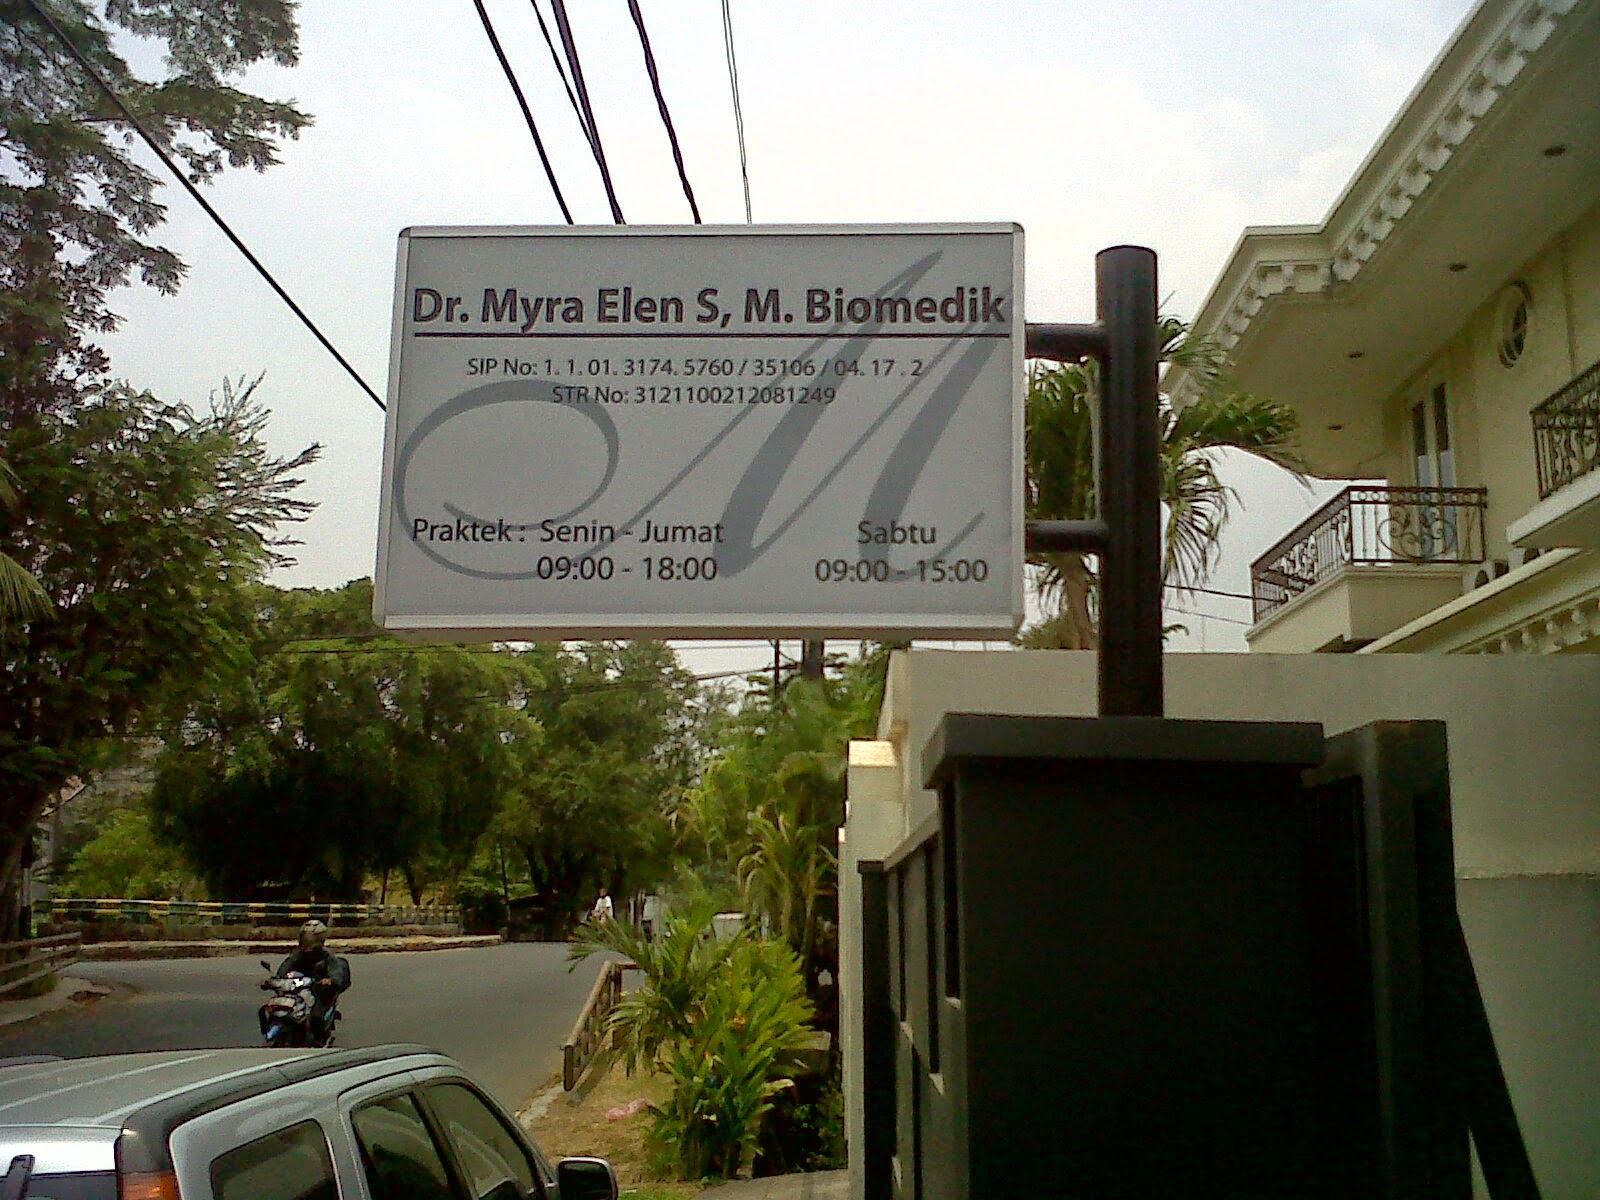 Dr. Myra Elen S, M. Biomedik
SIP No: 1. 1. 01. 3174. 5760 / 35106 / 04. 17 . 2
STR No: 3121100212081249
M
Praktek : Senin - Jumat Sabtu
09:00 - 18:00 09:00 - 15:00